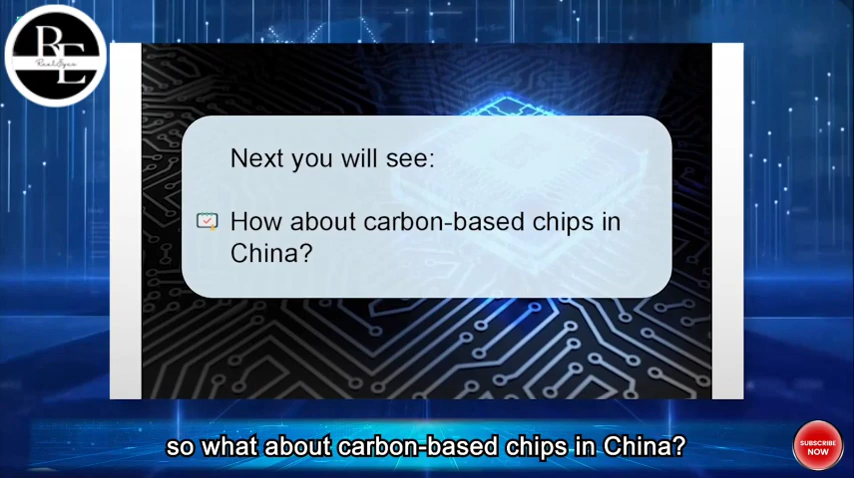 RE
RealEyes
Next you will see:
How about carbon-based chips in
China?
so what about carbon-based chips in China?
SUBSCRIBE
NOW